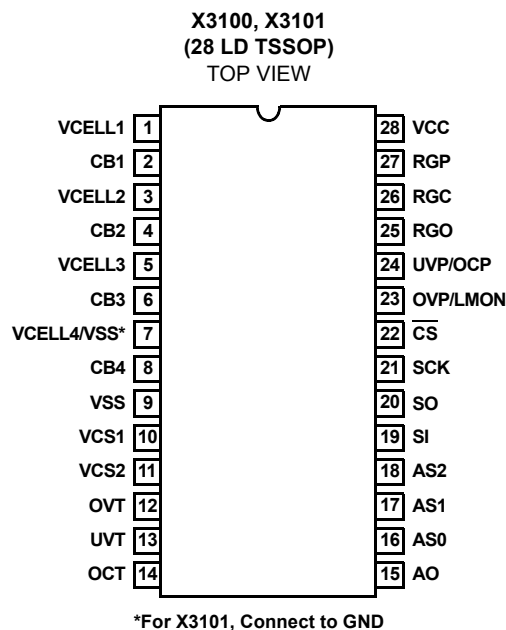 X3100, X3101
(28 LD TSSOP)
TOP VIEW
VCELL1 1 28 VCC
CB1 2 27 RGP
VCELL2 3 26 RGC
CB2 4 25 RGO
VCELL3 5 24 UVP/OCP
CB3 6 23 OVP/LMON
VCELL4/VSS* 7 22 C̅S̅
CB4 8 21 SCK
VSS 9 20 SO
VCS1 10 19 SI
VCS2 11 18 AS2
OVT 12 17 AS1
UVT 13 16 AS0
OCT 14 15 AO
*For X3101, Connect to GND